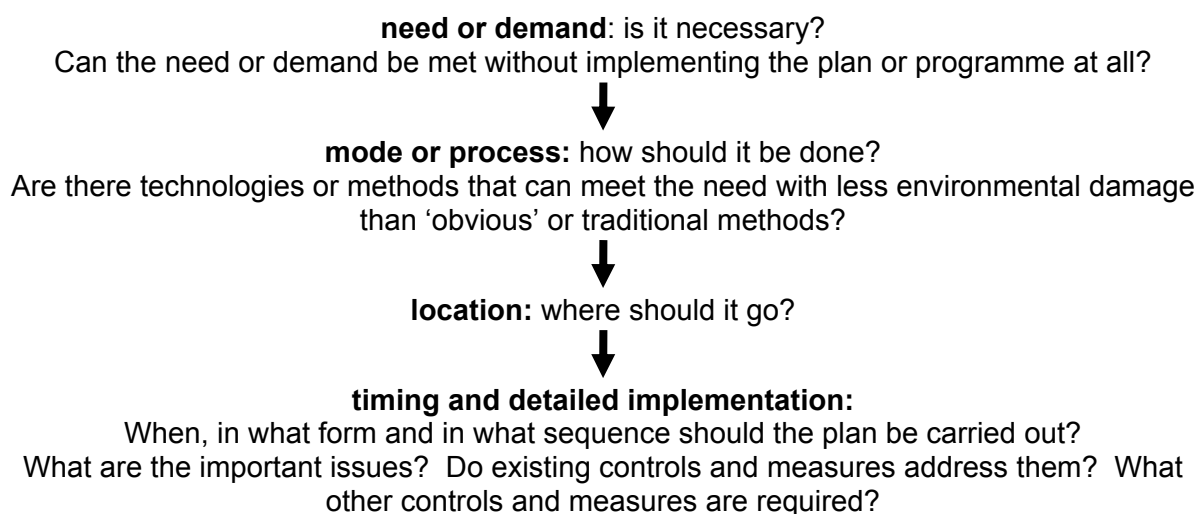 need or demand: is it necessary?
Can the need or demand be met without implementing the plan or programme at all?
mode or process: how should it be done?
Are there technologies or methods that can meet the need with less environmental damage
than ‘obvious’ or traditional methods?
location: where should it go?
timing and detailed implementation:
When, in what form and in what sequence should the plan be carried out?
What are the important issues?  Do existing controls and measures address them?  What
other controls and measures are required?